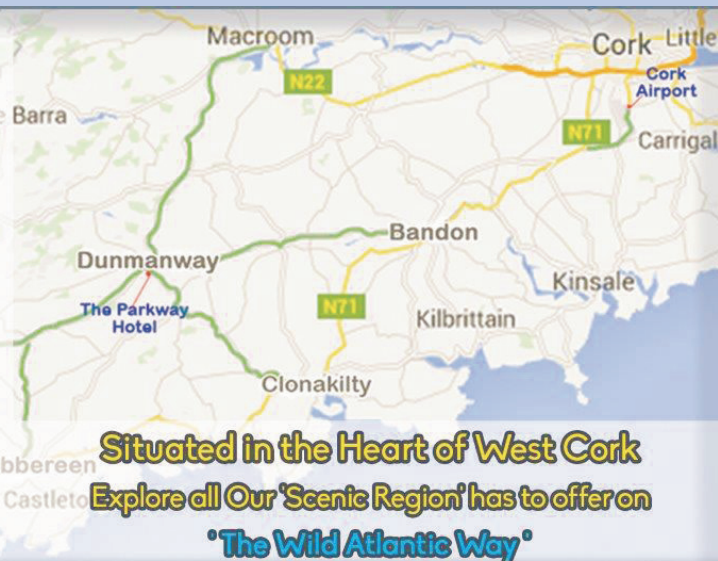 Macroom
Cork
Little
N22
Cork
Airport
Barra
N71
Carrigal
Bandon
Dunmanway
Kinsale
The Parkway
Hotel
N71
Kilbrittain
Clonakilty
Situated in the Heart of West Cork
bbereen
Castleto
Explore all Our 'Scenic Region' has to offer on
' The Wild Atlantic Way '